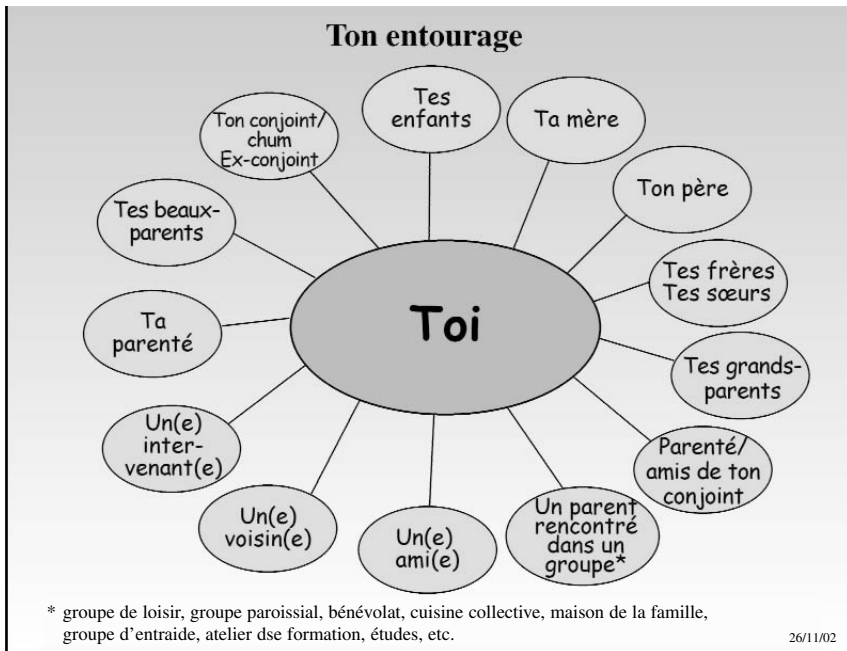 Ton entourage
Tes
enfants
Ta mère
Ton conjoint/
chum
Ex-conjoint
Ton père
Tes beaux-
parents
Tes frères
Tes sœurs
Toi
Ta
parenté
Tes grands-
parents
Un(e)
inter-
venant(e)
Parenté/
amis de ton
conjoint
Un(e)
voisin(e)
Un(e)
ami(e)
Un parent
rencontré
dans un
groupe*
* groupe de loisir, groupe paroissial, bénévolat, cuisine collective, maison de la famille,
groupe d’entraide, atelier dse formation, études, etc.
26/11/02